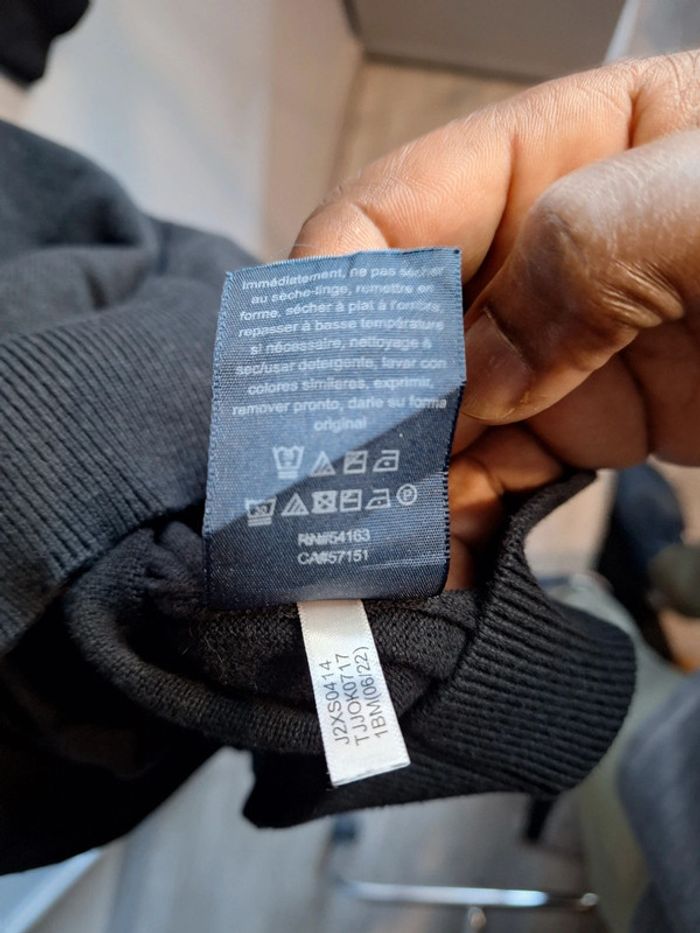 immédiatement, ne pas sécher
au sèche-linge, remettre en
forme, sécher à plat à l'ombre,
repasser à basse température
si nécessaire, nettoyage à
sec/usar detergente, lavar con
colores similares, exprimir,
remover pronto, darle su forma
original
30
P
RN#54163
CA#57151
J2XS0414
TJJOK0717
1BM(06/22)